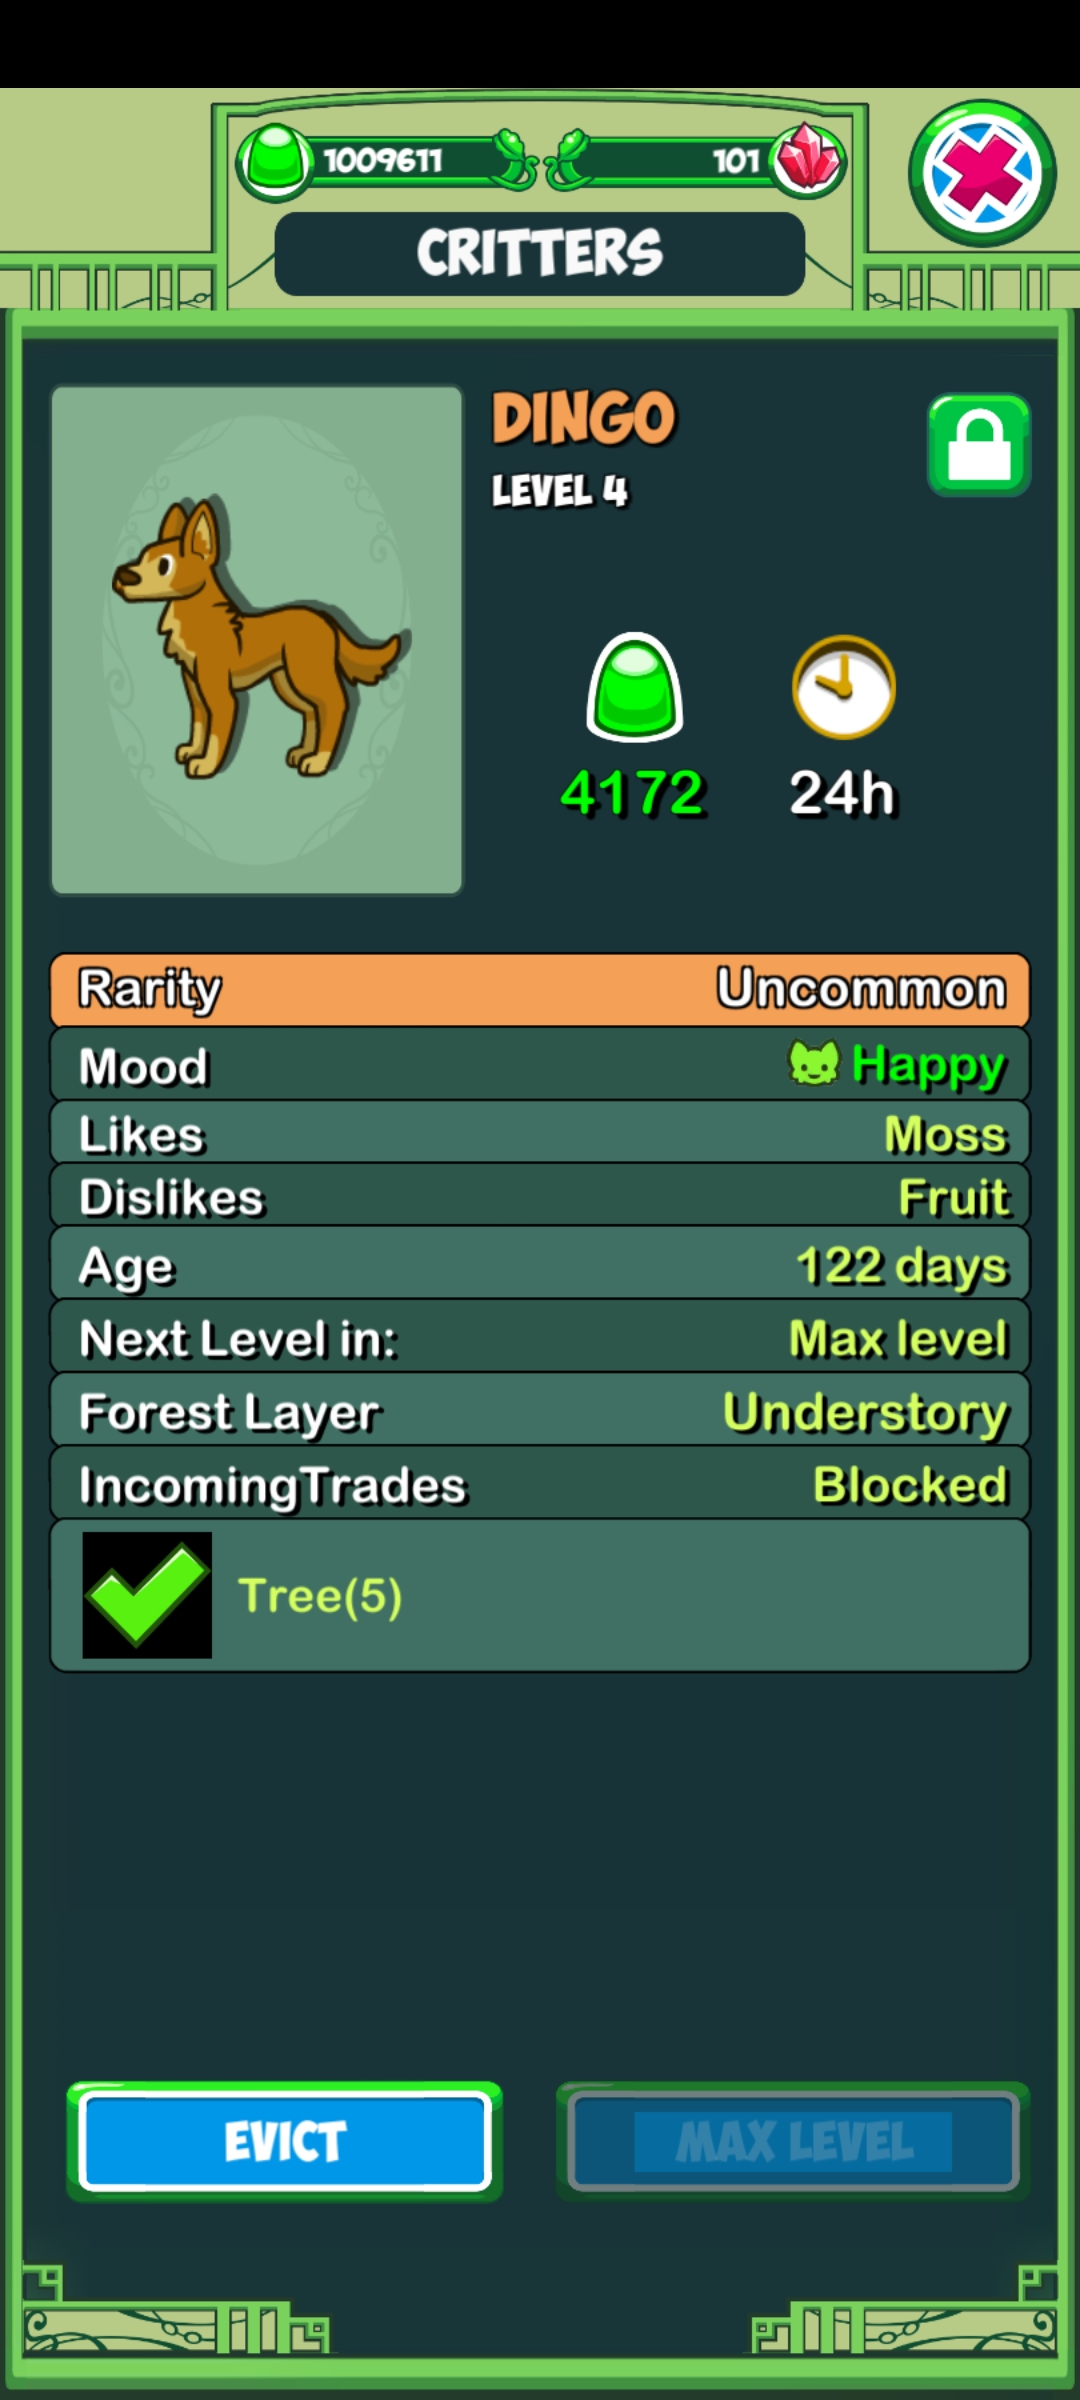 1009611
101
CRITTERS
DINGO
LEVEL 4
4172
24h
Rarity Uncommon
Mood Happy
Likes Moss
Dislikes Fruit
Age 122 days
Next Level in: Max level
Forest Layer Understory
IncomingTrades Blocked
Tree(5)
EVICT
MAX LEVEL